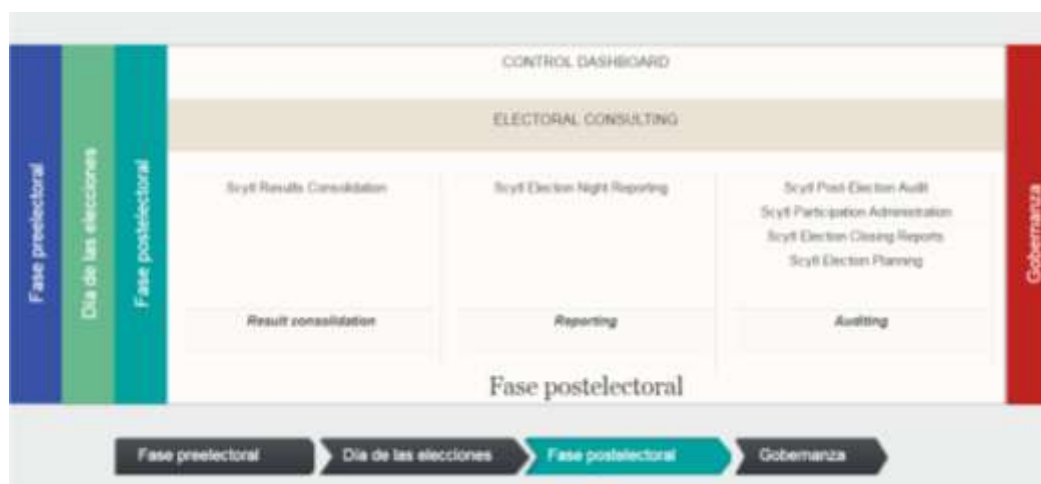 CONTROL DASHBOARD
ELECTORAL CONSULTING
Fase preelectoral
Día de las elecciones
Fase postelectoral
Scytl Results Consolidation
Result consolidation
Scytl Election Night Reporting
Reporting
Scytl Post-Election Audit
Scytl Participation Administration
Scytl Election Closing Reports
Scytl Election Planning
Auditing
Gobernanza
Fase postelectoral
Fase preelectoral
Día de las elecciones
Fase postelectoral
Gobernanza